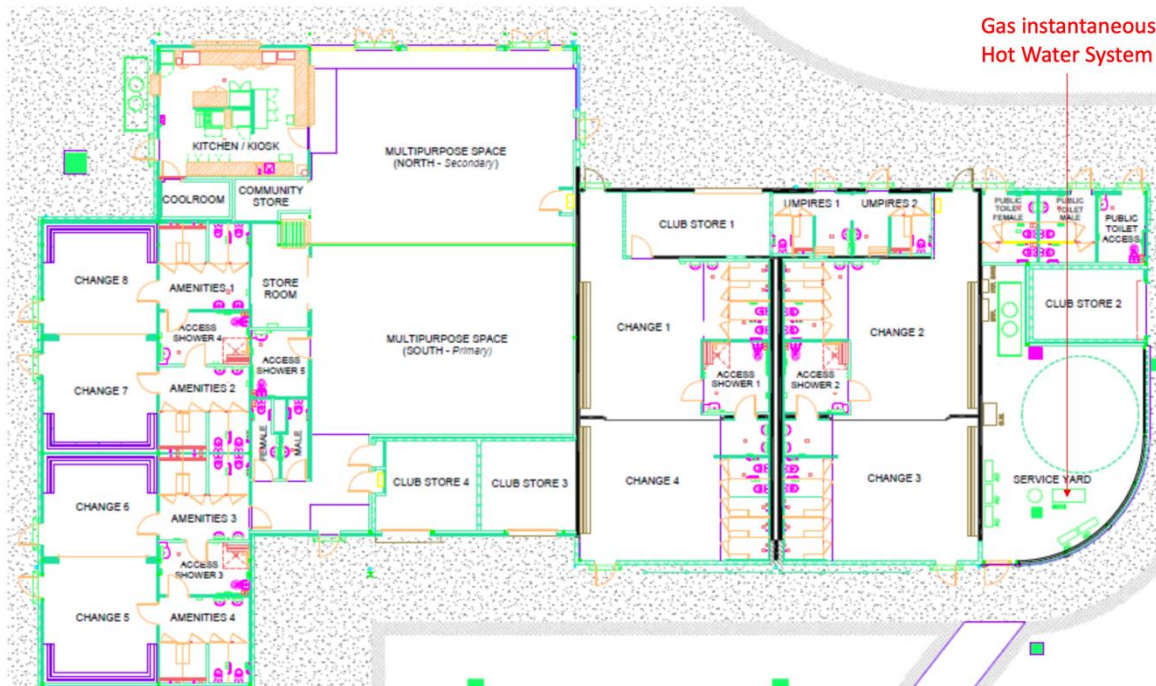 Gas instantaneous
Hot Water System
KITCHEN / KIOSK
MULTIPURPOSE SPACE
(NORTH - Secondary)
COOLROOM
COMMUNITY
STORE
CLUB STORE 1
UMPIRES 1
UMPIRES 2
PUBLIC
TOILET
FEMALE
PUBLIC
TOILET
MALE
PUBLIC
TOILET
ACCESS
CHANGE 8
AMENITIES 1
STORE
ROOM
CLUB STORE 2
ACCESS
SHOWER 4
MULTIPURPOSE SPACE
(SOUTH - Primary)
CHANGE 1
CHANGE 2
ACCESS
SHOWER 5
CHANGE 7
AMENITIES 2
ACCESS
SHOWER 1
ACCESS
SHOWER 2
FEMALE
MALE
CLUB STORE 4
CLUB STORE 3
CHANGE 4
CHANGE 3
SERVICE YARD
CHANGE 6
AMENITIES 3
ACCESS
SHOWER 3
CHANGE 5
AMENITIES 4